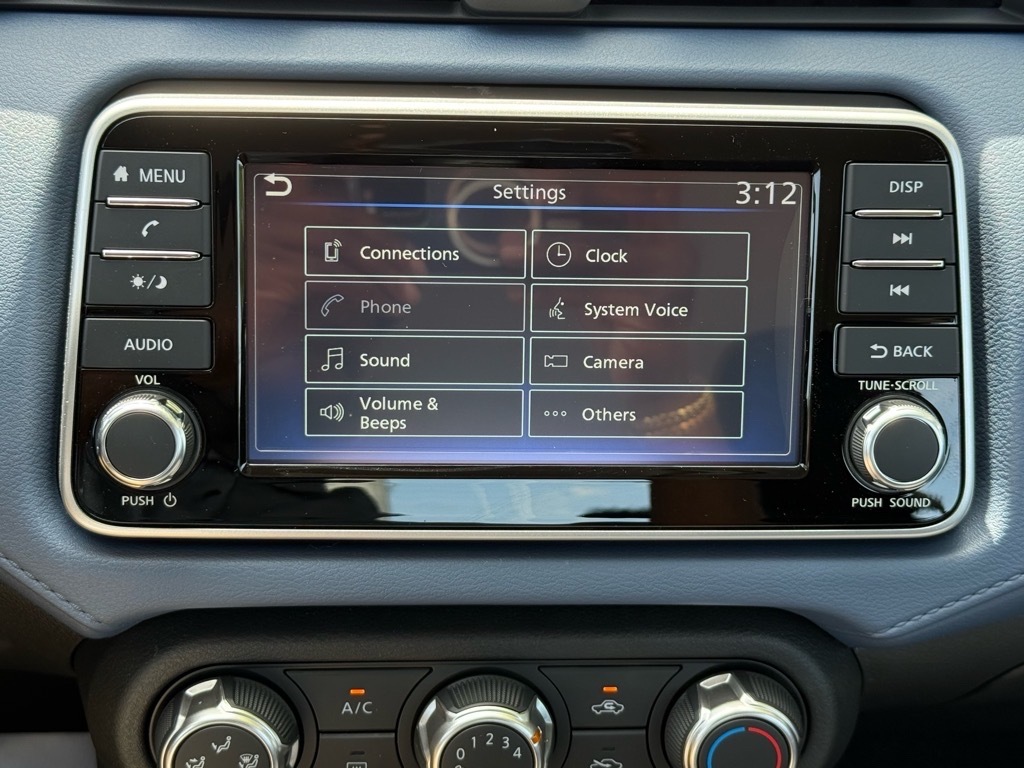 MENU
Settings
3:12
DISP
Connections
Clock
Phone
System Voice
AUDIO
Sound
Camera
BACK
VOL
TUNE·SCROLL
Volume &
Beeps
Others
PUSH
PUSH SOUND
A/C
0 1 2 3 4